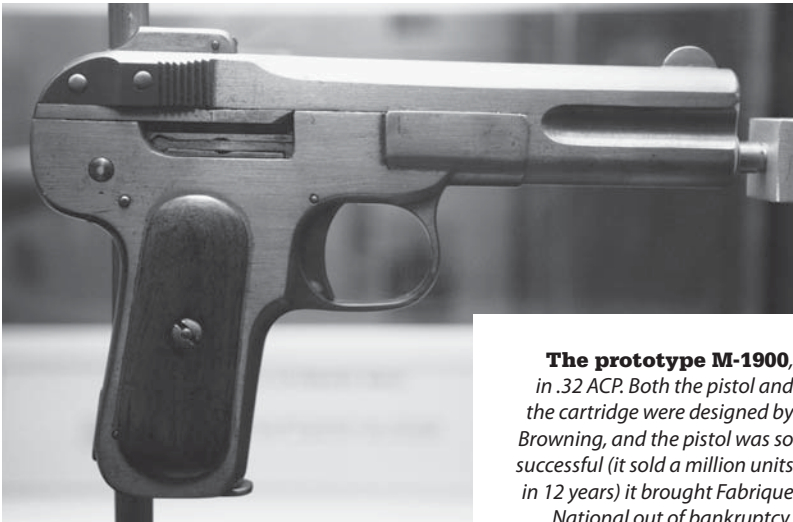 The prototype M-1900,
in .32 ACP. Both the pistol and
the cartridge were designed by
Browning, and the pistol was so
successful (it sold a million units
in 12 years) it brought Fabrique
National out of bankruptcy.